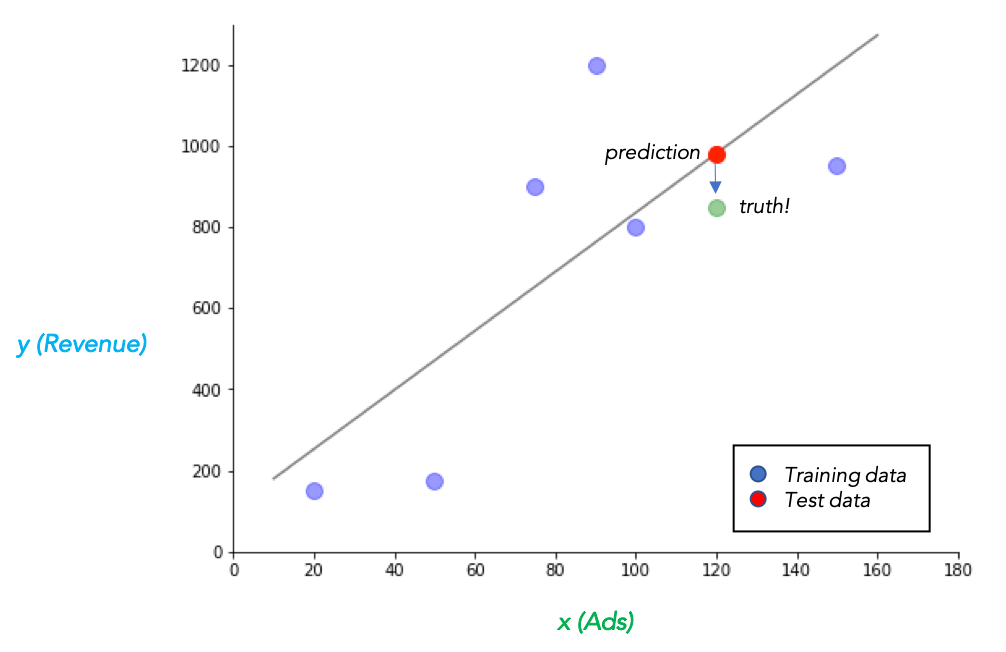 1200
1000
800
600
400
200
0
prediction
truth!
y (Revenue)
Training data
Test data
0 20 40 60 80 100 120 140 160 180
x (Ads)